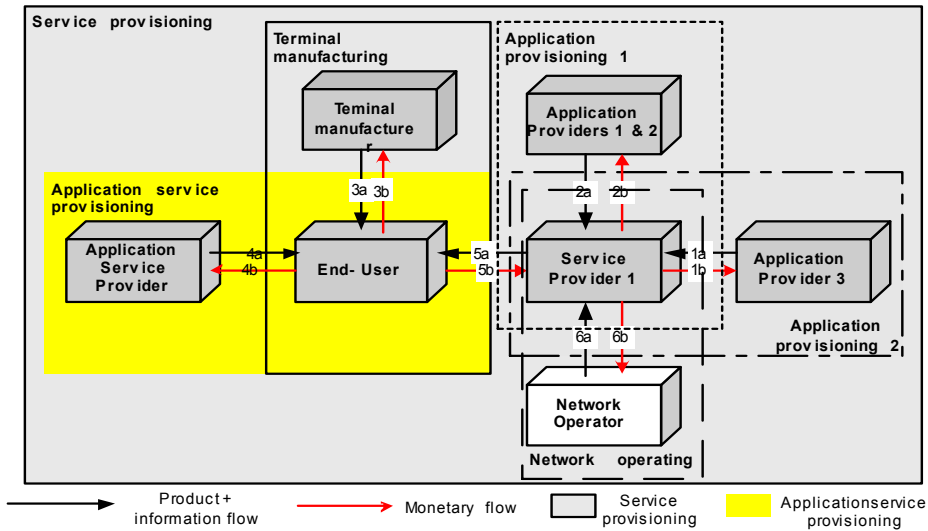 Service provisioning
Terminal
manufacturing
Application
provisioning 1
Teminal
manufacture
r
Application
Providers 1 & 2
3a
3b
2a
2b
Application service
provisioning
Application
Service
Provider
4a
4b
End- User
5a
5b
Service
Provider 1
1a
1b
Application
Provider 3
6a
6b
Application
provisioning 2
Network
Operator
Network operating
Product +
information flow
Monetary flow
Service
provisioning
Applicationservice
provisioning